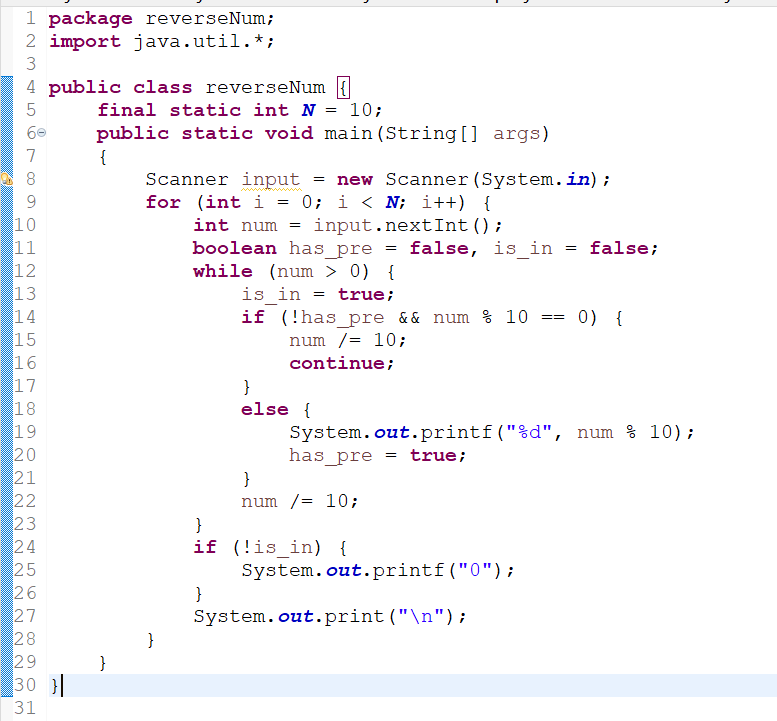 1 package reverseNum;
2 import java.util.*;
3
4 public class reverseNum {
5     final static int N = 10;
6     public static void main(String[] args)
7     {
8         Scanner input = new Scanner(System.in);
9         for (int i = 0; i < N; i++) {
10             int num = input.nextInt();
11             boolean has_pre = false, is_in = false;
12             while (num > 0) {
13                 is_in = true;
14                 if (!has_pre && num % 10 == 0) {
15                     num /= 10;
16                     continue;
17                 }
18                 else {
19                     System.out.printf("%d", num % 10);
20                     has_pre = true;
21                 }
22                 num /= 10;
23             }
24             if (!is_in) {
25                 System.out.printf("0");
26             }
27             System.out.print("\n");
28         }
29     }
30 }
31